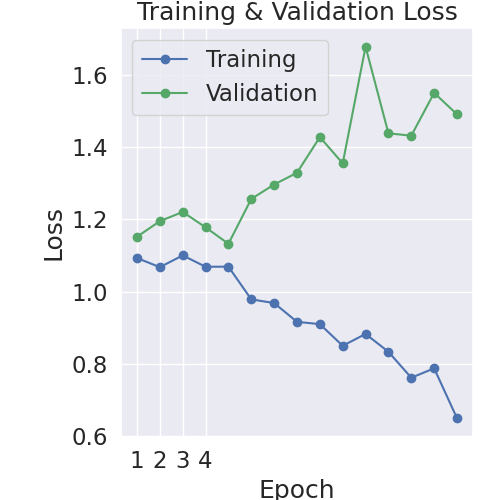 Training & Validation Loss
Training
Validation
Loss
1.6
1.4
1.2
1.0
0.8
0.6
1 2 3 4
Epoch